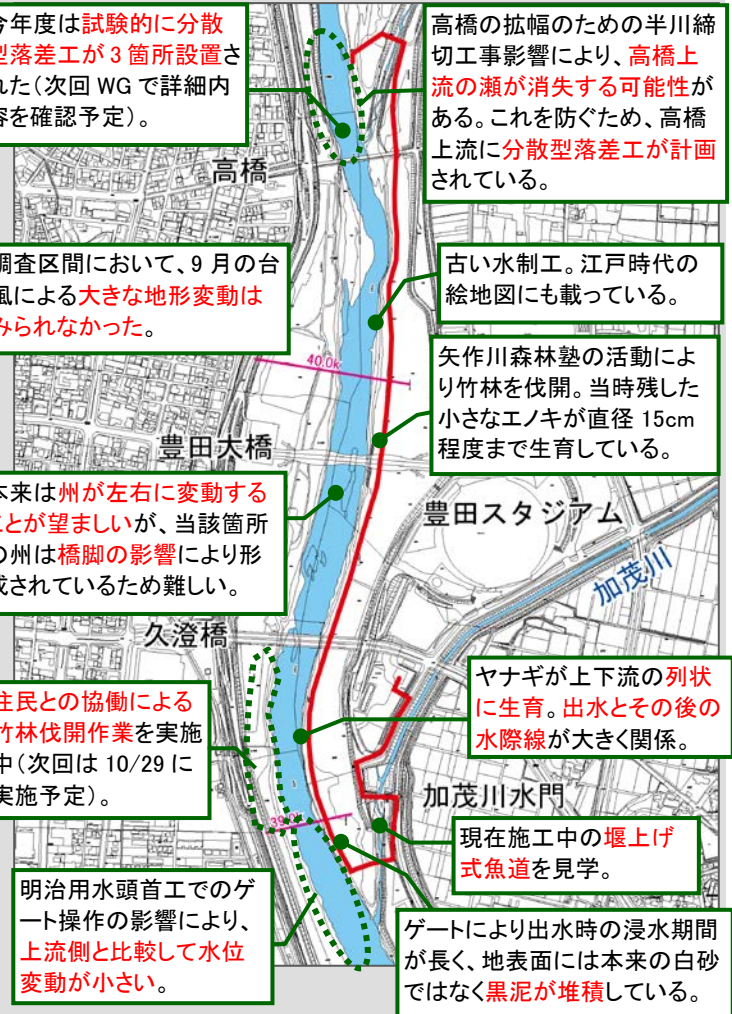 今年度は試験的に分散
型落差工が3箇所設置さ
れた(次回 WG で詳細内
容を確認予定)。
高橋の拡幅のための半川締
切工事影響により、高橋上
流の瀬が消失する可能性が
ある。これを防ぐため、高橋
上流に分散型落差工が計画
されている。
高橋
調査区間において、9 月の台
風による大きな地形変動は
みられなかった。
古い水制工。江戸時代の
絵地図にも載っている。
40.0k
矢作川森林塾の活動によ
り竹林を伐開。当時残した
小さなエノキが直径 15cm
程度まで生育している。
豊田大橋
本来は州が左右に変動する
ことが望ましいが、当該箇所
の州は橋脚の影響により形
成されているため難しい。
豊田スタジアム
加茂川
久澄橋
住民との協働による
竹林伐開作業を実施
中(次回は 10/29 に
実施予定)。
ヤナギが上下流の列状
に生育。出水とその後の
水際線が大きく関係。
39.0k
加茂川水門
現在施工中の堰上げ
式魚道を見学。
明治用水頭首工でのゲ
ート操作の影響により、
上流側と比較して水位
変動が小さい。
ゲートにより出水時の浸水期間
が長く、地表面には本来の白砂
ではなく黒泥が堆積している。